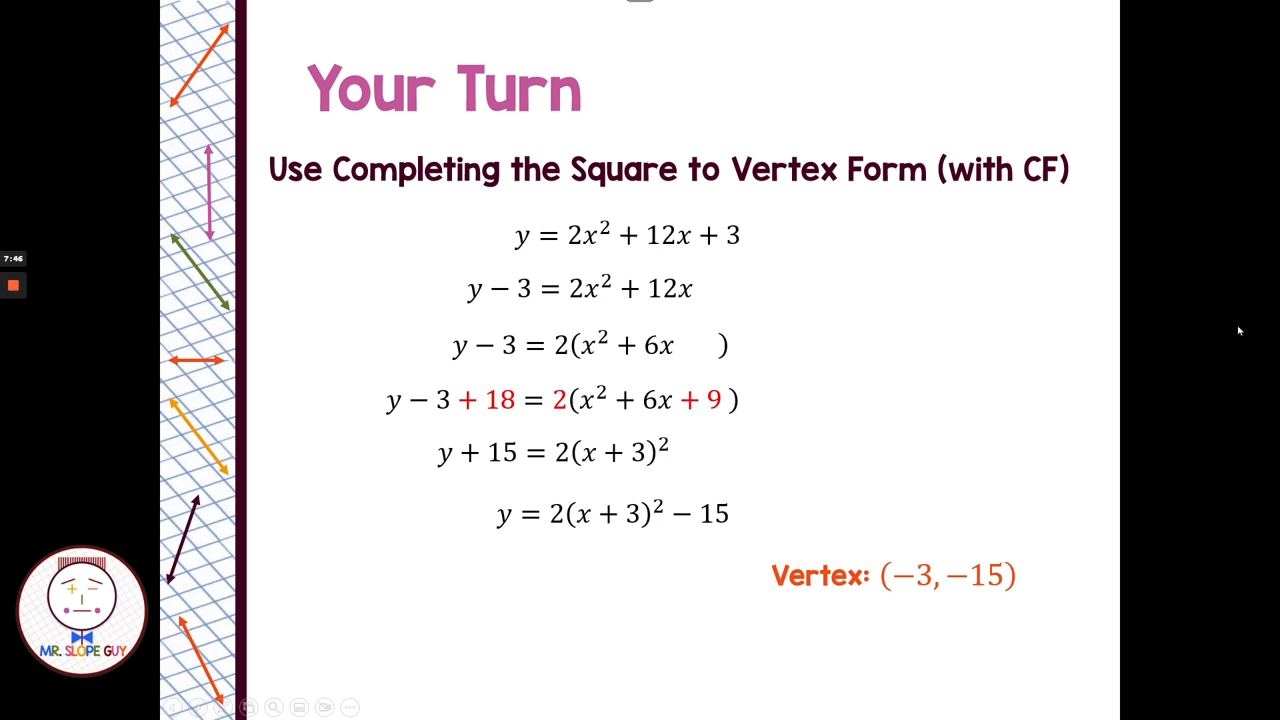 Your Turn
Use Completing the Square to Vertex Form (with CF)
y = 2x² + 12x + 3
y − 3 = 2x² + 12x
y − 3 = 2(x² + 6x )
7:46
y − 3 + 18 = 2(x² + 6x + 9 )
y + 15 = 2(x + 3)²
y = 2(x + 3)² − 15
Vertex: (−3, −15)
MR. SLOPE GUY